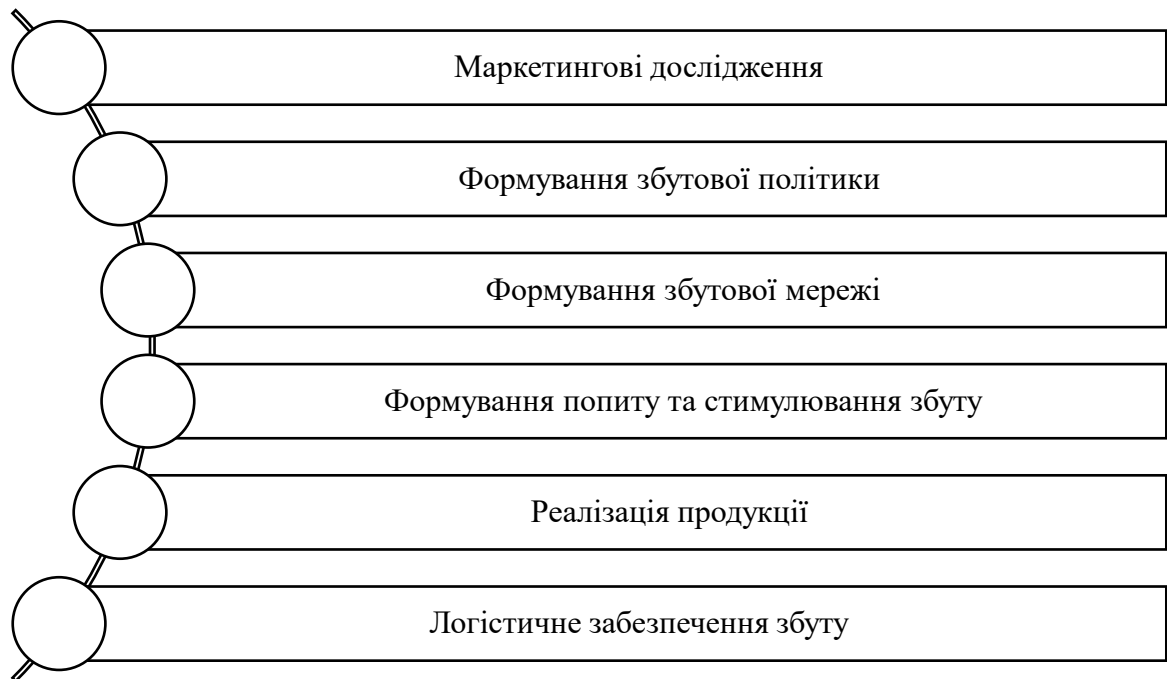 Маркетингові дослідження
Формування збутової політики
Формування збутової мережі
Формування попиту та стимулювання збуту
Реалізація продукції
Логістичне забезпечення збуту